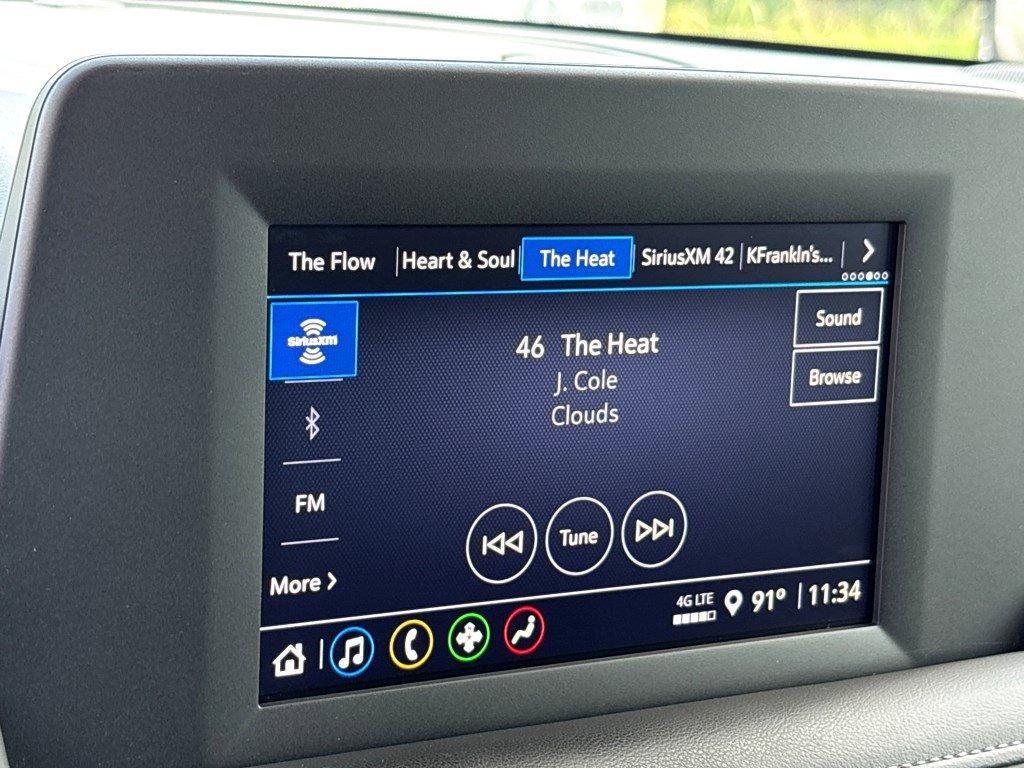 The Flow | Heart & Soul | The Heat | SiriusXM 42 | KFrankln's... | >
SiriusXM
46 The Heat
J. Cole
Clouds
Sound
Browse
FM
More >
Tune
4G LTE
91° | 11:34